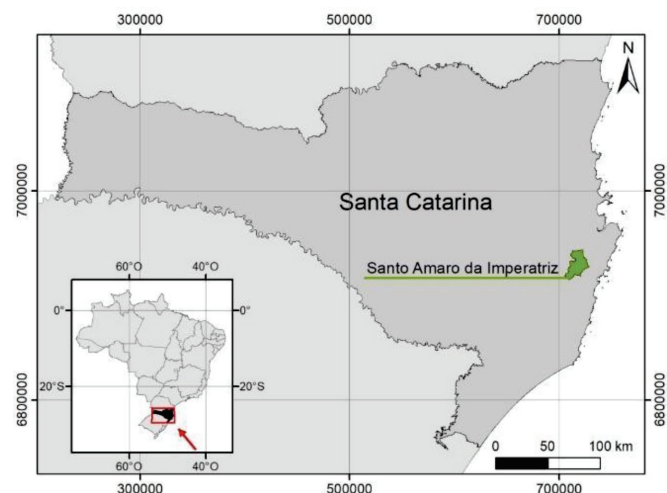 300000 500000 700000
N
7000000 7000000
Santa Catarina
Santo Amaro da Imperatriz
60°O 40°O
0° 0°
20°S 20°S
60°O 40°O
6800000 6800000
0 50 100 km
300000 500000 700000